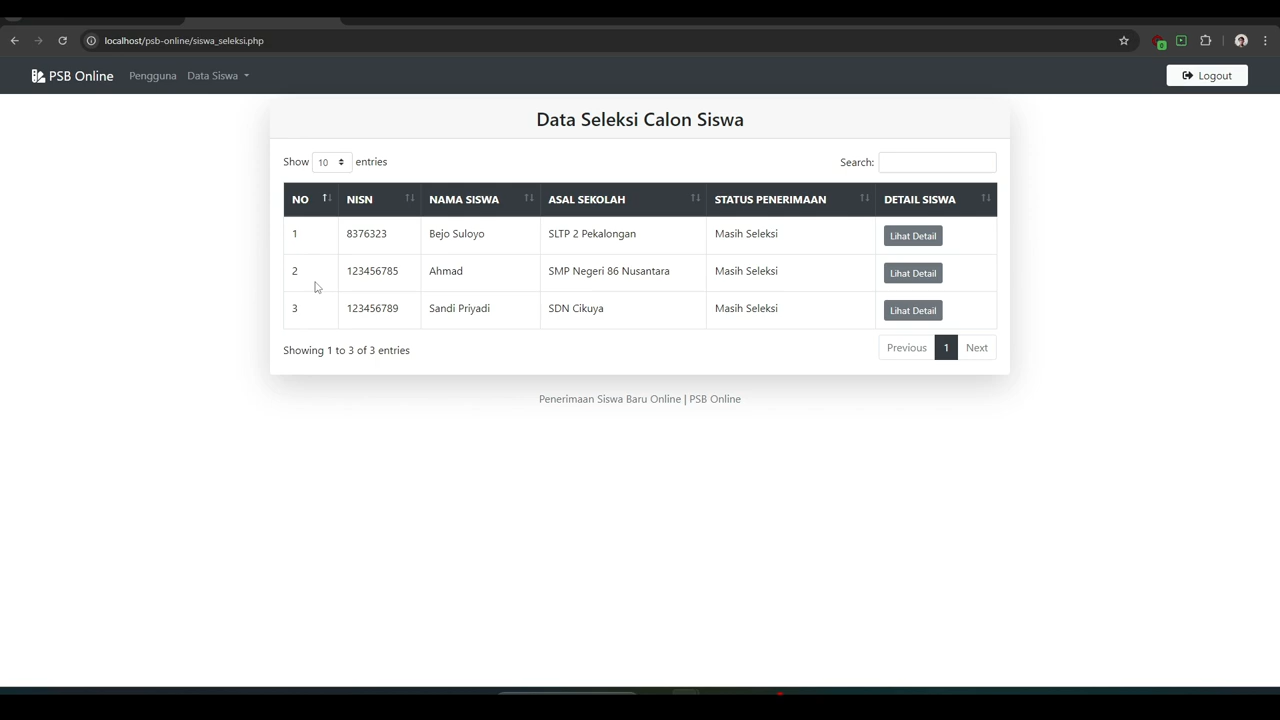 localhost/psb-online/siswa_seleksi.php
PSB Online Pengguna Data Siswa Logout
Data Seleksi Calon Siswa
Show 10 entries Search:
NO NISN NAMA SISWA ASAL SEKOLAH STATUS PENERIMAAN DETAIL SISWA
1 8376323 Bejo Suloyo SLTP 2 Pekalongan Masih Seleksi Lihat Detail
2 123456785 Ahmad SMP Negeri 86 Nusantara Masih Seleksi Lihat Detail
3 123456789 Sandi Priyadi SDN Cikuya Masih Seleksi Lihat Detail
Showing 1 to 3 of 3 entries Previous 1 Next
Penerimaan Siswa Baru Online | PSB Online